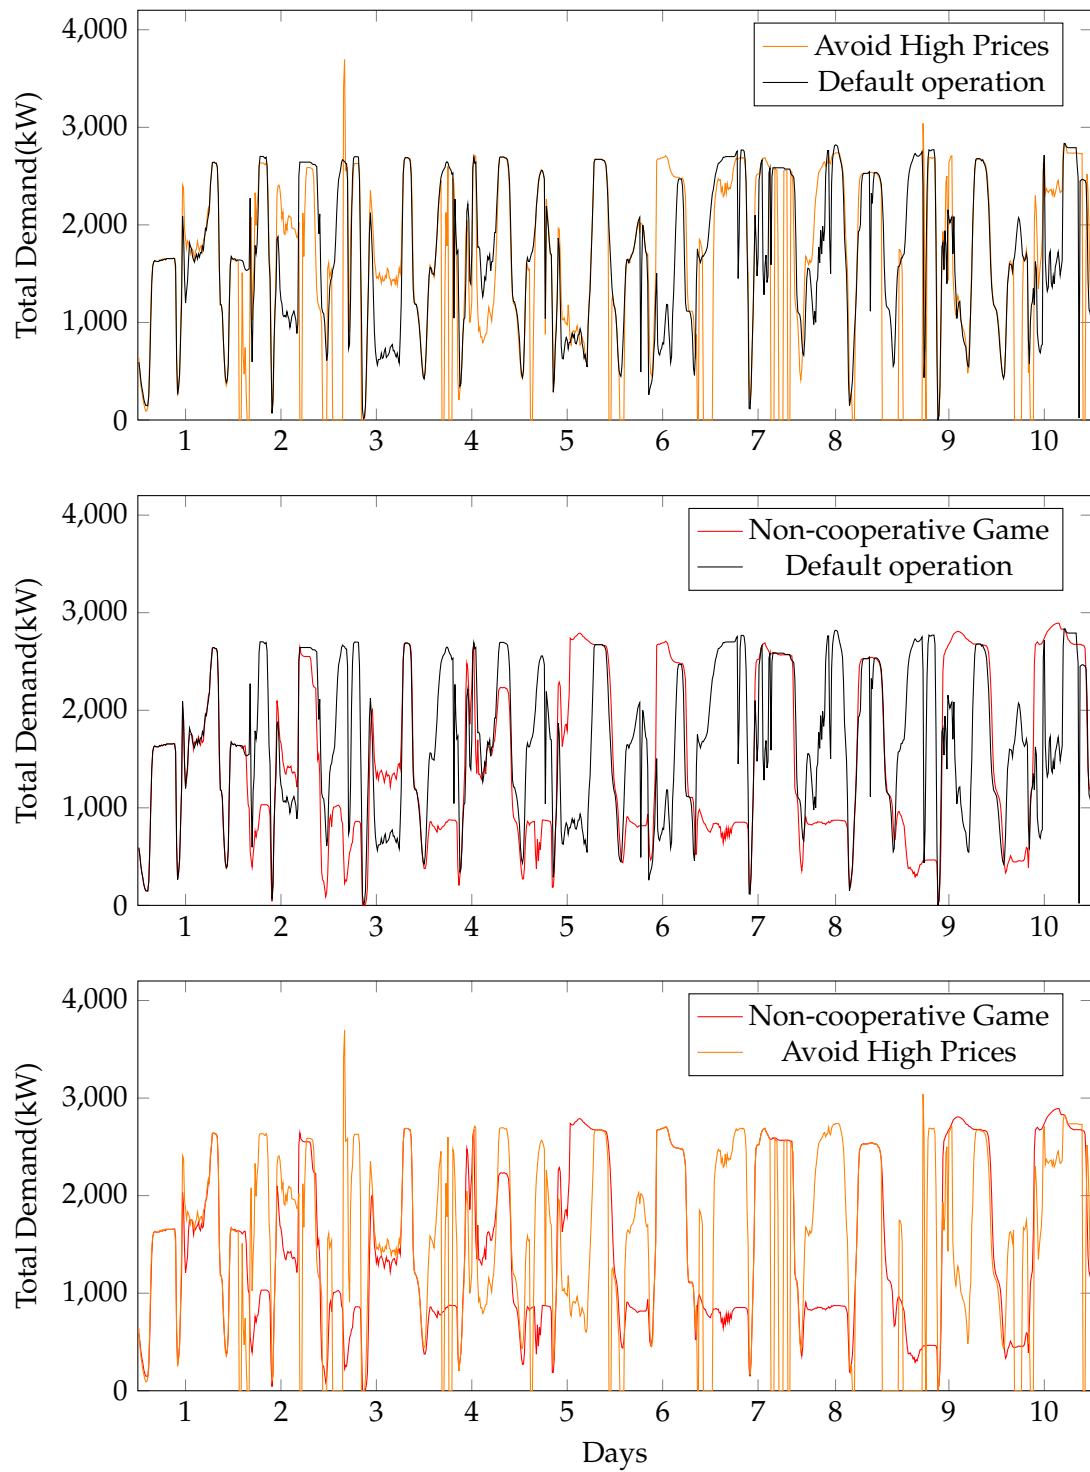 4,000
3,000
2,000
1,000
0
Total Demand(kW)
Avoid High Prices
Default operation
1 2 3 4 5 6 7 8 9 10
4,000
3,000
2,000
1,000
0
Total Demand(kW)
Non-cooperative Game
Default operation
1 2 3 4 5 6 7 8 9 10
4,000
3,000
2,000
1,000
0
Total Demand(kW)
Non-cooperative Game
Avoid High Prices
1 2 3 4 5 6 7 8 9 10
Days